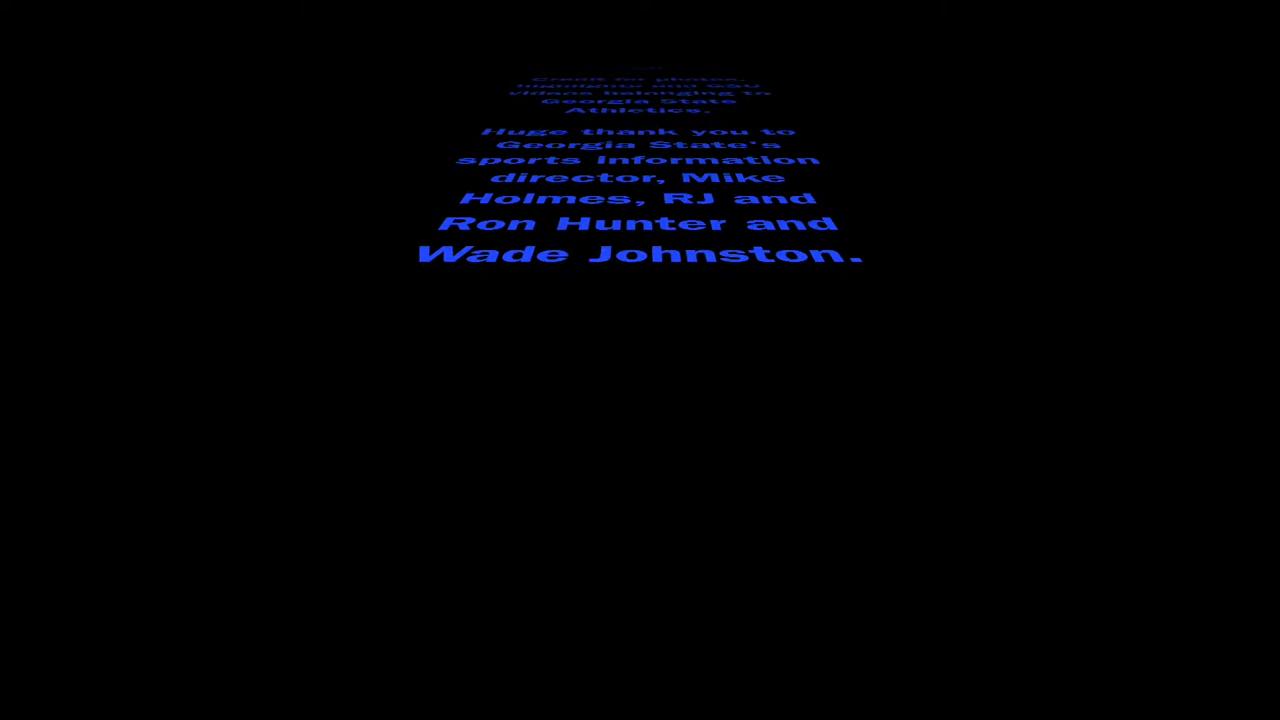 Credit for photos,
highlights and GSU
videos belonging to
Georgia State
Athletics.
Huge thank you to
Georgia State's
sports information
director, Mike
Holmes, RJ and
Ron Hunter and
Wade Johnston.